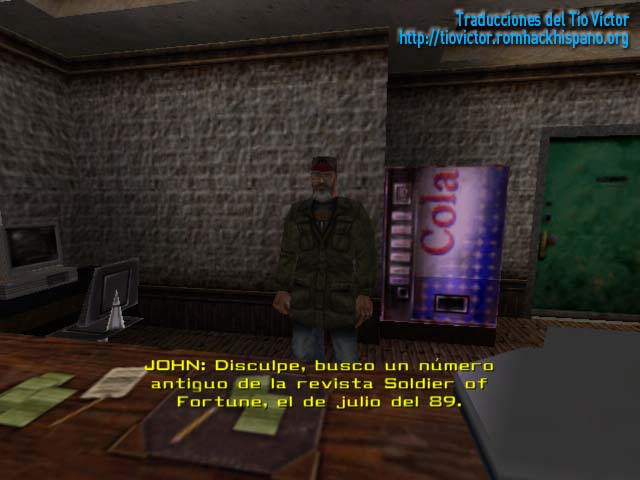 Traducciones del Tio Victor
http://tiovictor.romhackhispano.org
Cola
JOHN: Disculpe, busco un número
antiguo de la revista Soldier of
Fortune, el de julio del 89.